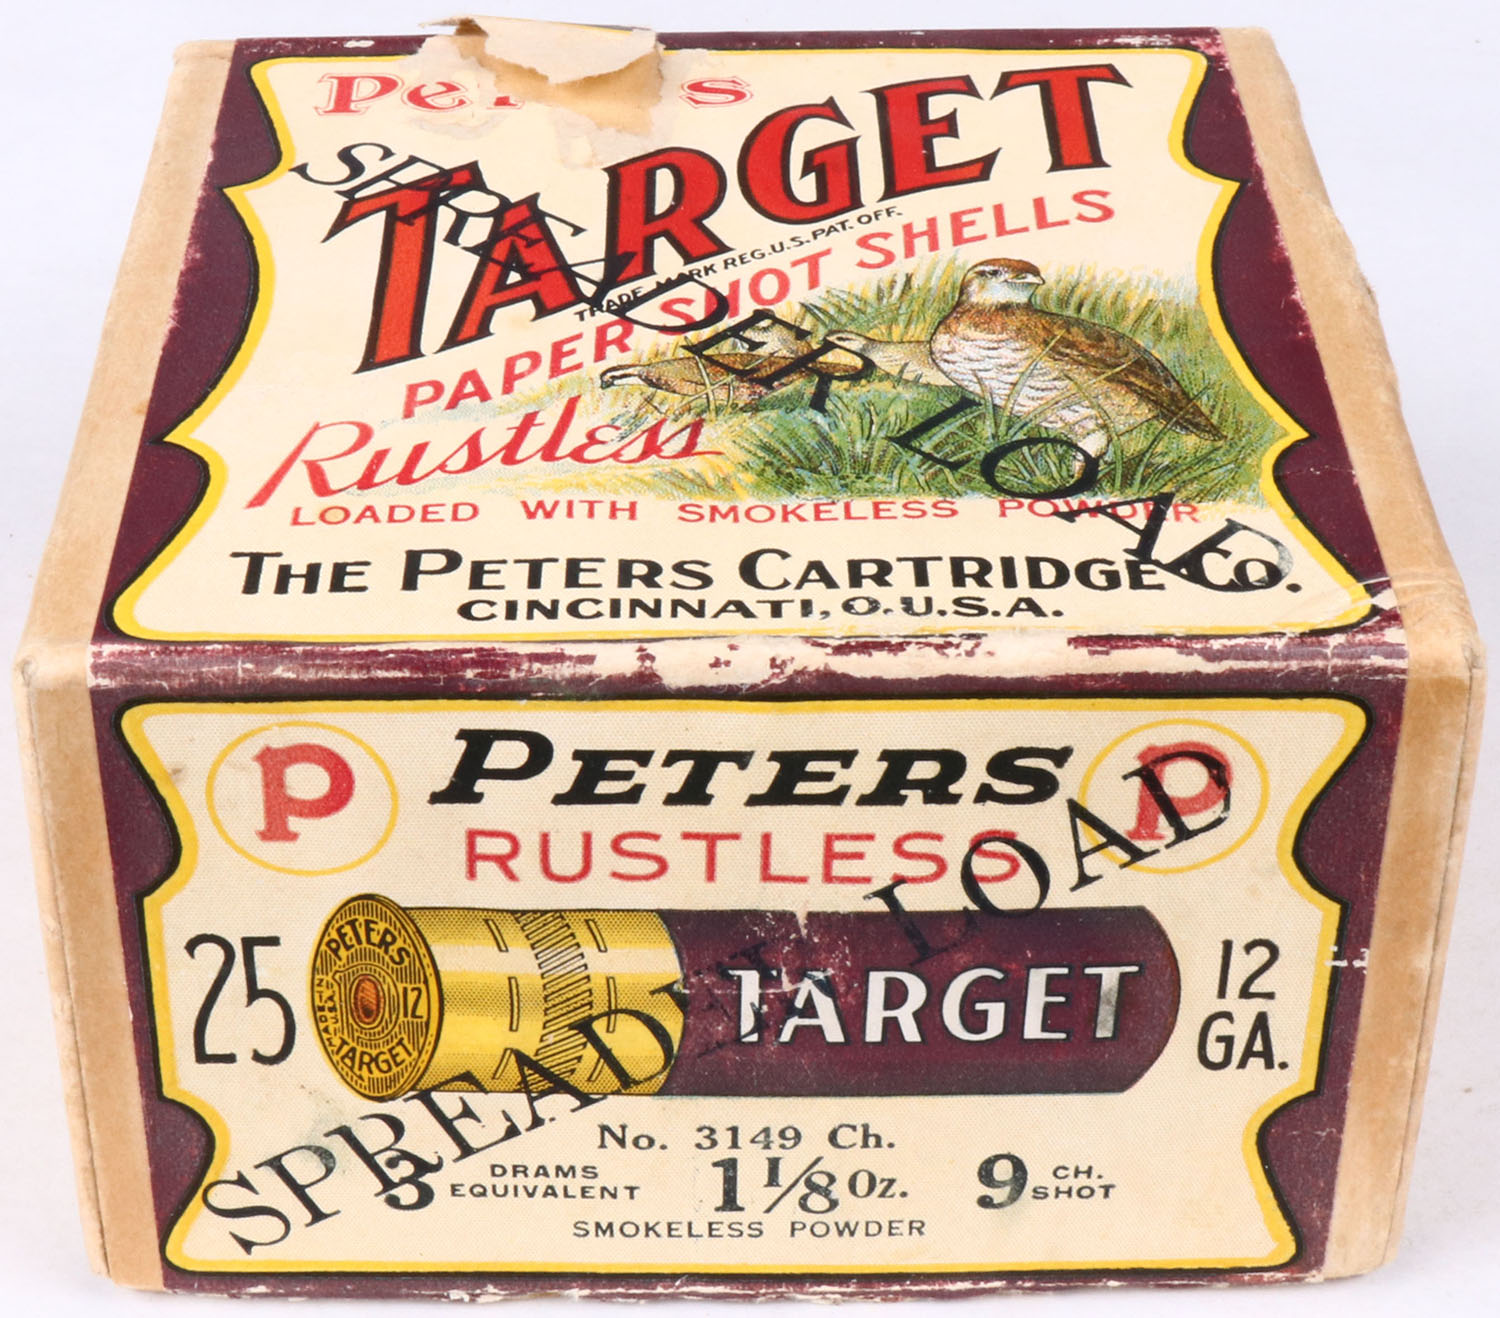 TARGET
TRADE MARK REG. U.S. PAT. OFF.
PAPER SHOT SHELLS
Rustless
LOADED WITH SMOKELESS POWDER
SPREADER LOAD
THE PETERS CARTRIDGE CO.
CINCINNATI, O. U.S.A.
P PETERS P
RUSTLESS
25
PETERS
12
MADE IN U.S.A.
TARGET
TARGET
12
GA.
SPREADER LOAD
No. 3149 Ch.
3 DRAMS EQUIVALENT 1 1/8 Oz. 9 CH. SHOT
SMOKELESS POWDER